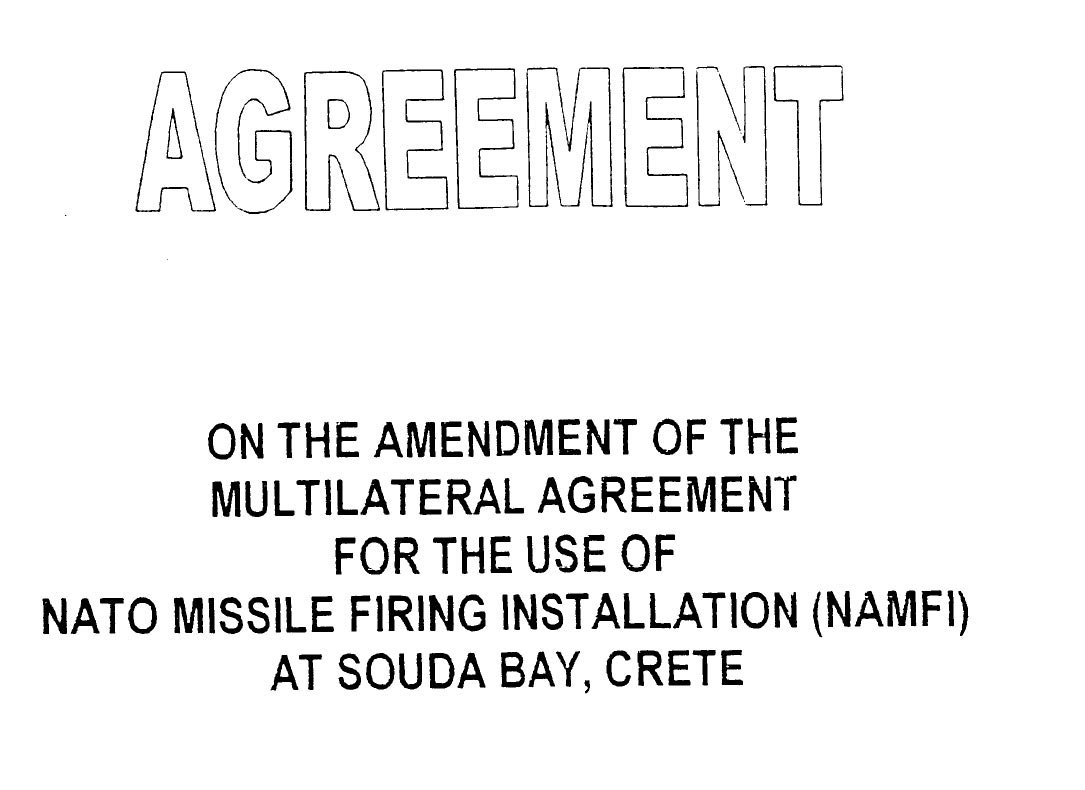 AGREEMENT
ON THE AMENDMENT OF THE
MULTILATERAL AGREEMENT
FOR THE USE OF
NATO MISSILE FIRING INSTALLATION (NAMFI)
AT SOUDA BAY, CRETE